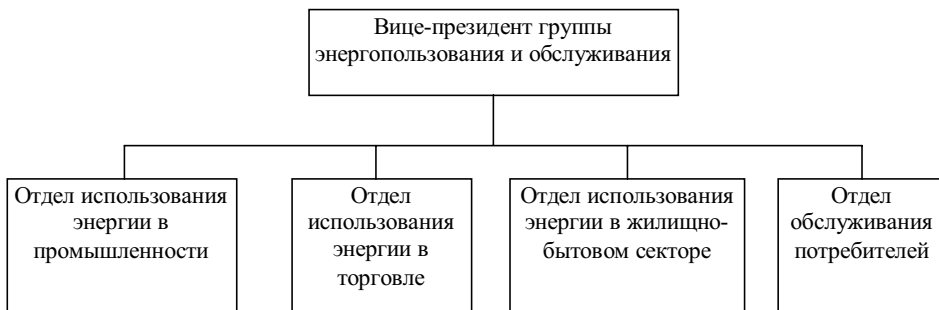 Вице-президент группы
энергопользования и обслуживания
Отдел использования
энергии в
промышленности
Отдел
использования
энергии в
торговле
Отдел использования
энергии в жилищно-
бытовом секторе
Отдел
обслуживания
потребителей